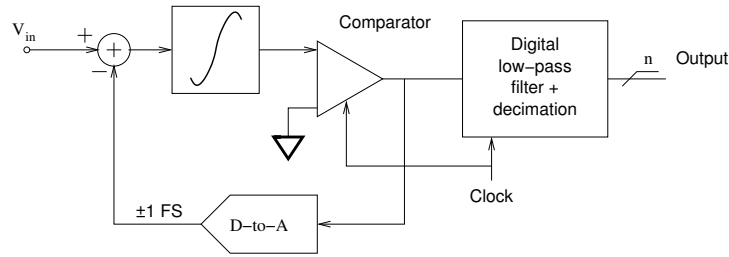 V_in
+
−
+
Comparator
Digital
low−pass
filter +
decimation
n
Output
Clock
±1 FS
D−to−A